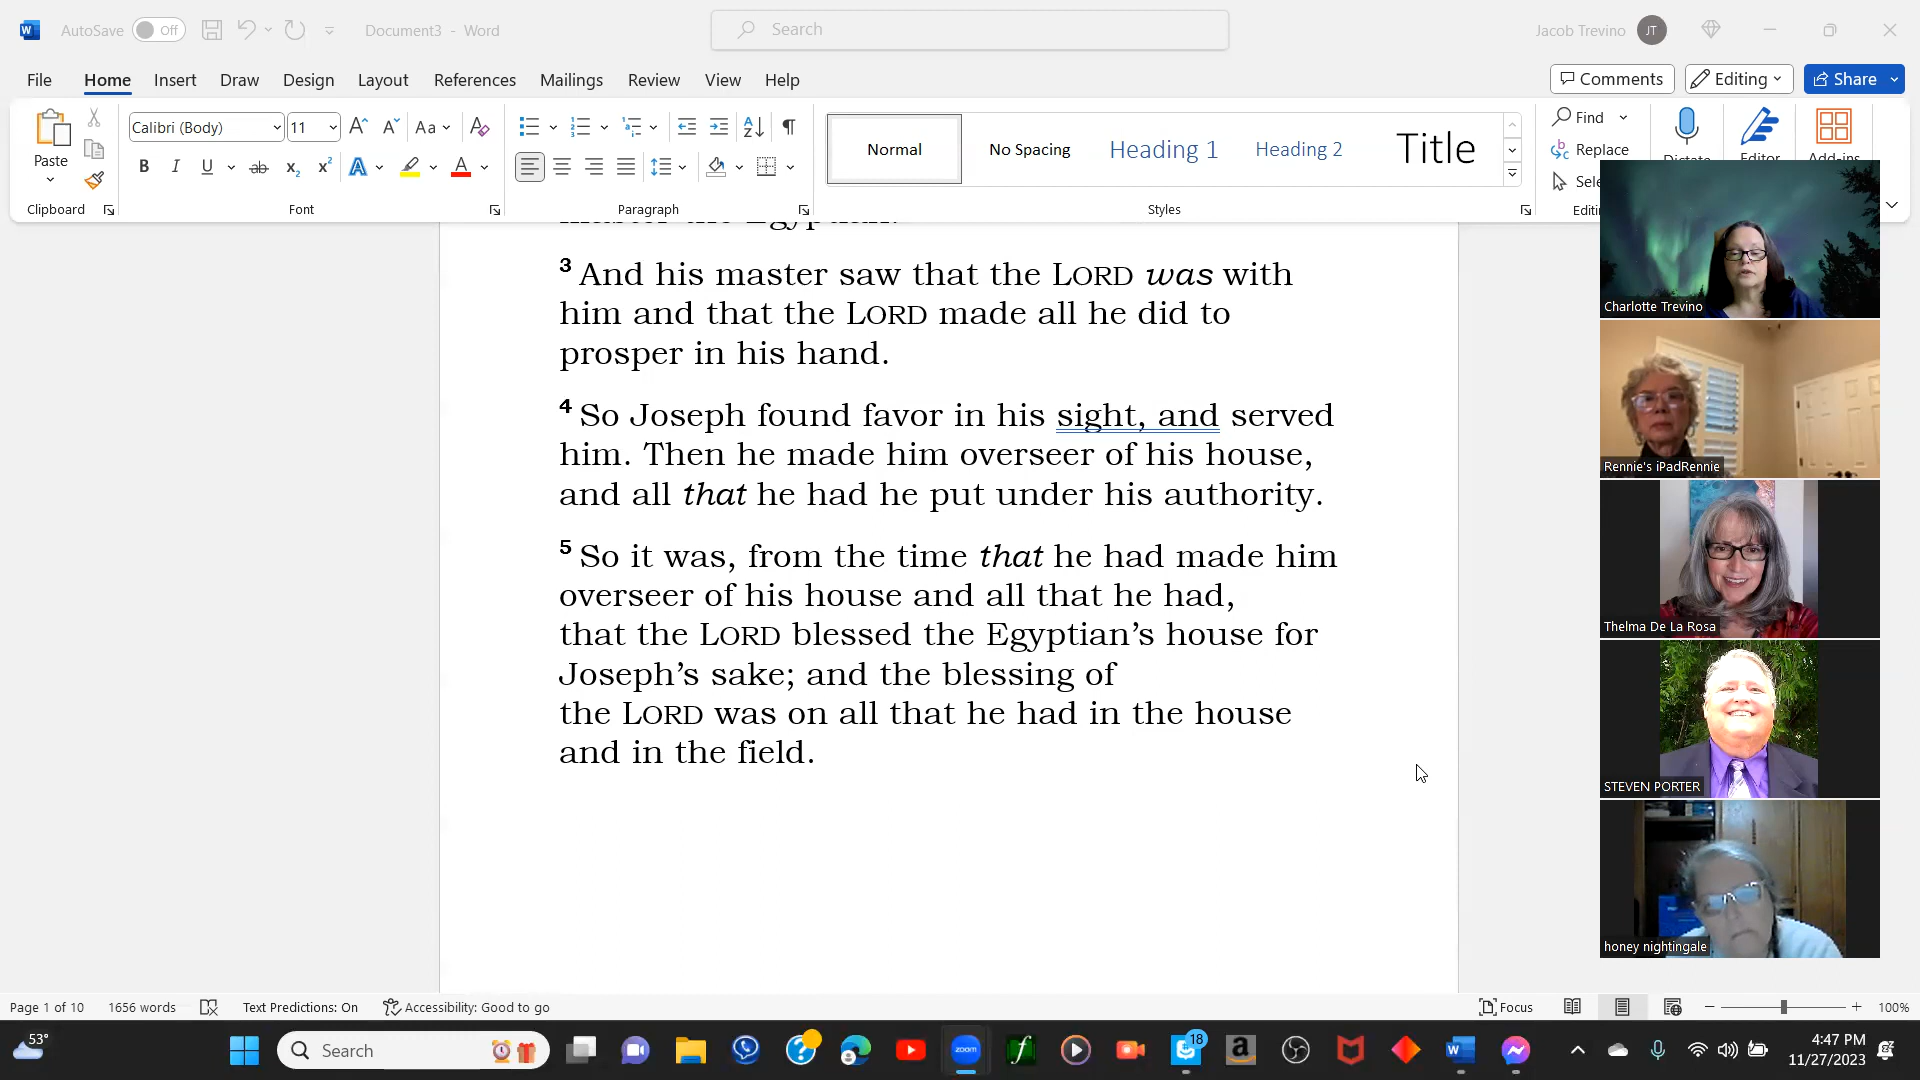 AutoSave Off Document3 - Word Search Jacob Trevino JT
File Home Insert Draw Design Layout References Mailings Review View Help Comments Editing Share
Calibri (Body) 11 Aa
Find
Paste
Normal No Spacing Heading 1 Heading 2 Title
Replace
Clipboard Font Paragraph Styles
3 And his master saw that the LORD was with
him and that the LORD made all he did to
prosper in his hand.
4 So Joseph found favor in his sight, and served
him. Then he made him overseer of his house,
and all that he had he put under his authority.
5 So it was, from the time that he had made him
overseer of his house and all that he had,
that the LORD blessed the Egyptian’s house for
Joseph’s sake; and the blessing of
the LORD was on all that he had in the house
and in the field.
Charlotte Trevino
Rennie's iPadRennie
Thelma De La Rosa
STEVEN PORTER
honey nightingale
Page 1 of 10 1656 words Text Predictions: On Accessibility: Good to go Focus 100%
53° Search zoom 18 4:47 PM
11/27/2023